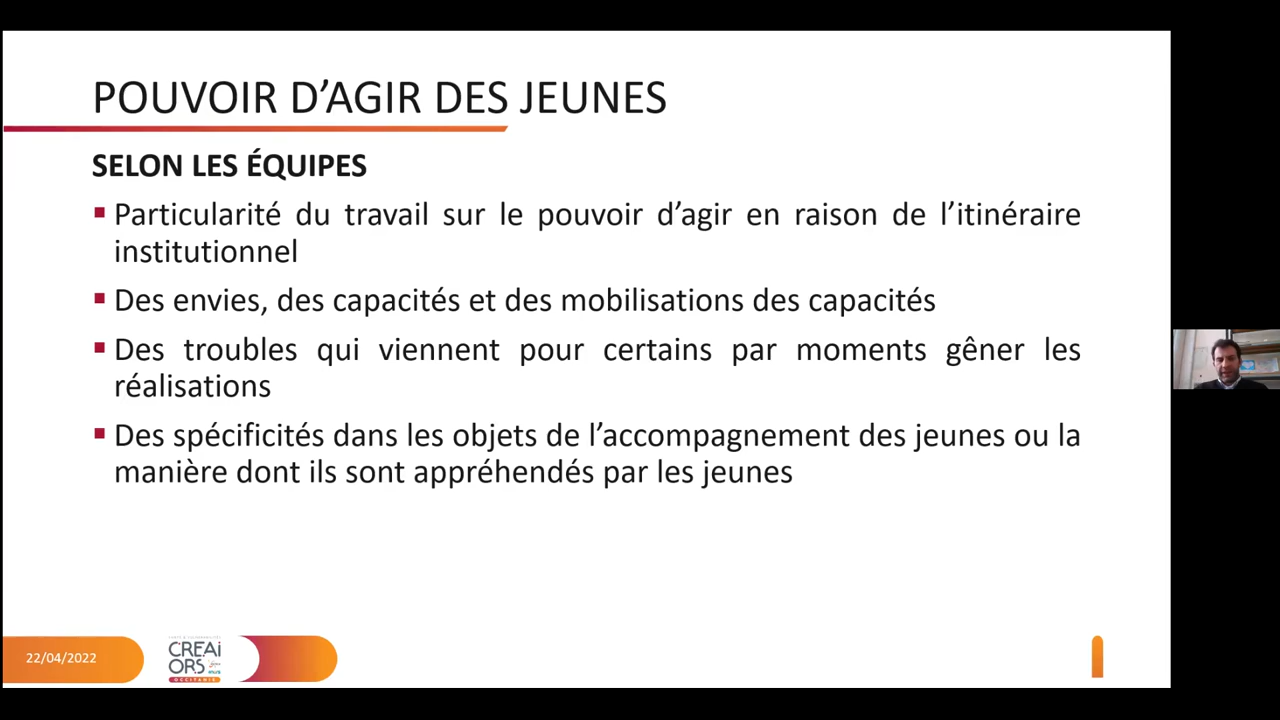 POUVOIR D’AGIR DES JEUNES
SELON LES ÉQUIPES
Particularité du travail sur le pouvoir d’agir en raison de l’itinéraire
institutionnel
Des envies, des capacités et des mobilisations des capacités
Des troubles qui viennent pour certains par moments gêner les
réalisations
Des spécificités dans les objets de l’accompagnement des jeunes ou la
manière dont ils sont appréhendés par les jeunes
22/04/2022
CREAI
ORS
OCCITANIE